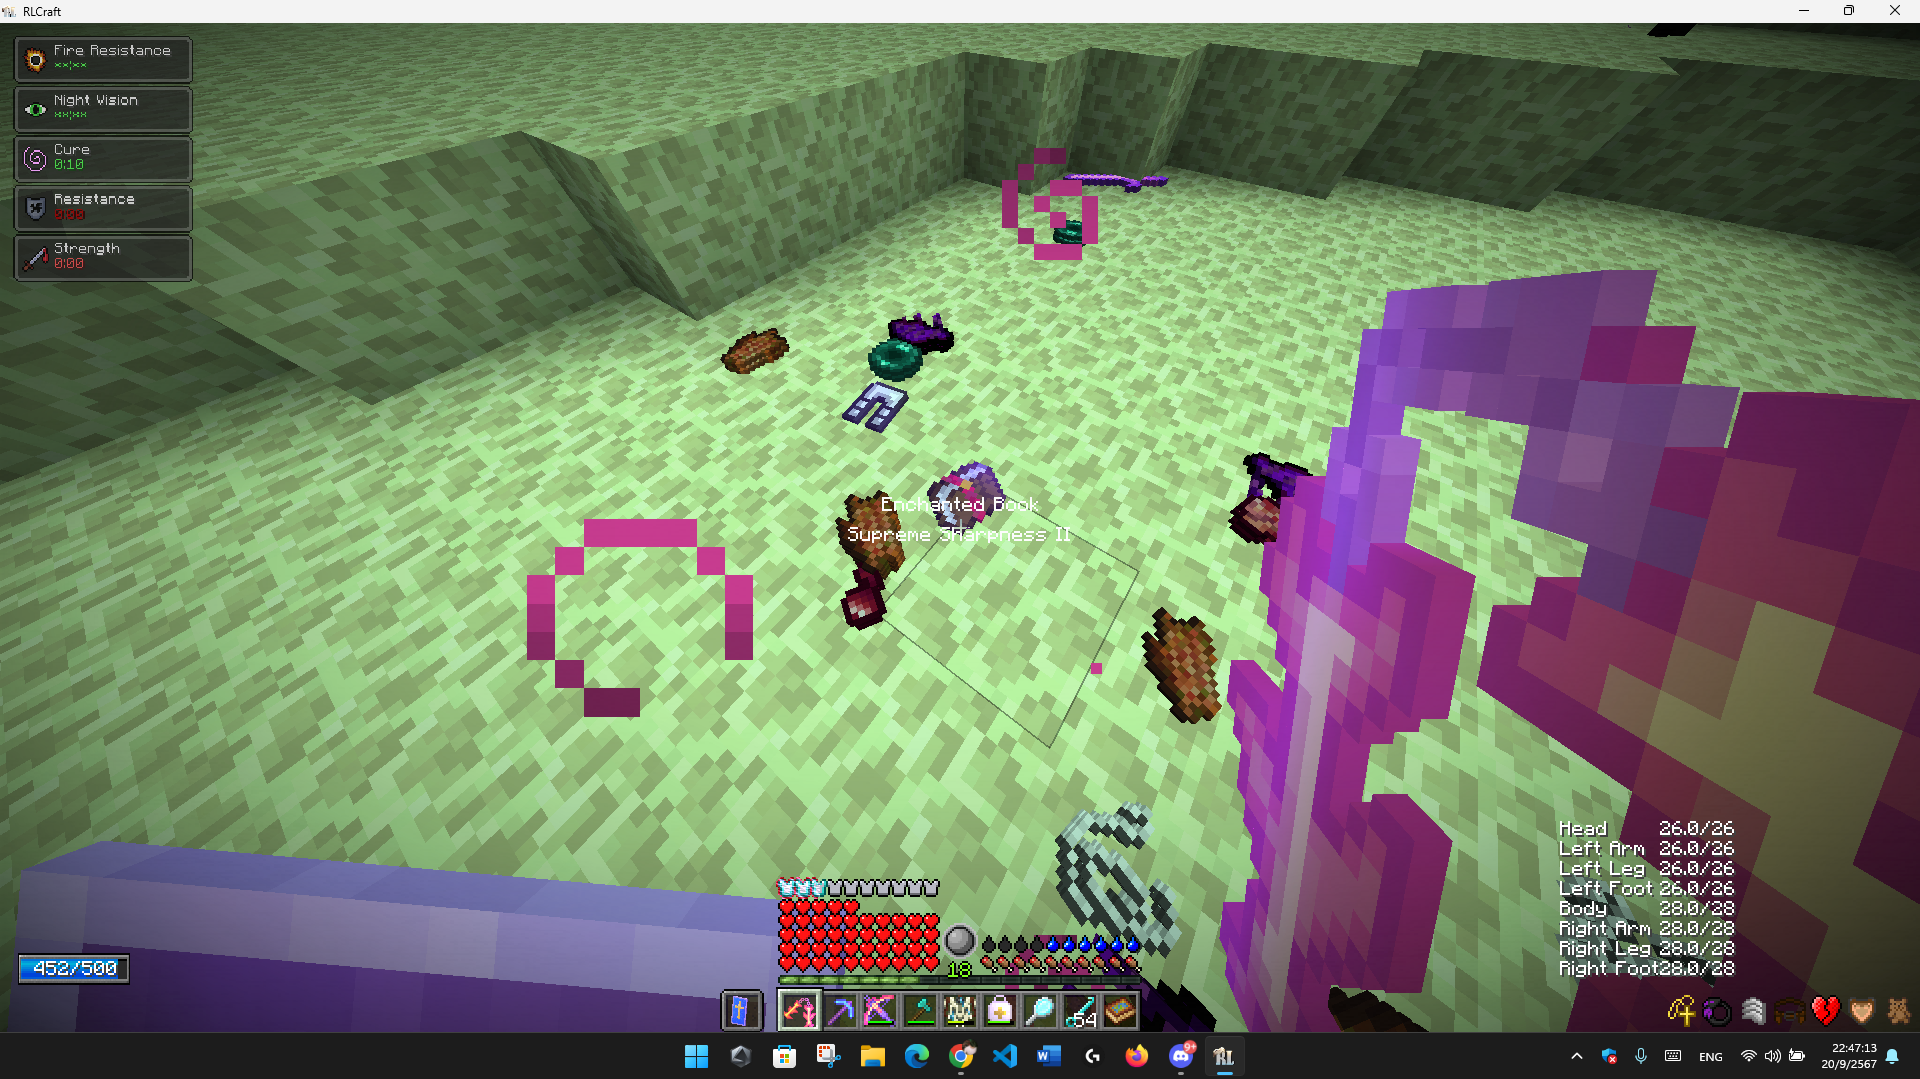 RLCraft
Fire Resistance
**:**
Night Vision
**:**
Cure
0:10
Resistance
0:00
Strength
0:00
Enchanted Book
Supreme Sharpness II
Head 26.0/26
Left Arm 26.0/26
Left Leg 26.0/26
Left Foot 26.0/26
Body 28.0/28
Right Arm 28.0/28
Right Leg 28.0/28
Right Foot 28.0/28
452/500
18
54
9+
RL
ENG
22:47:13
20/9/2567